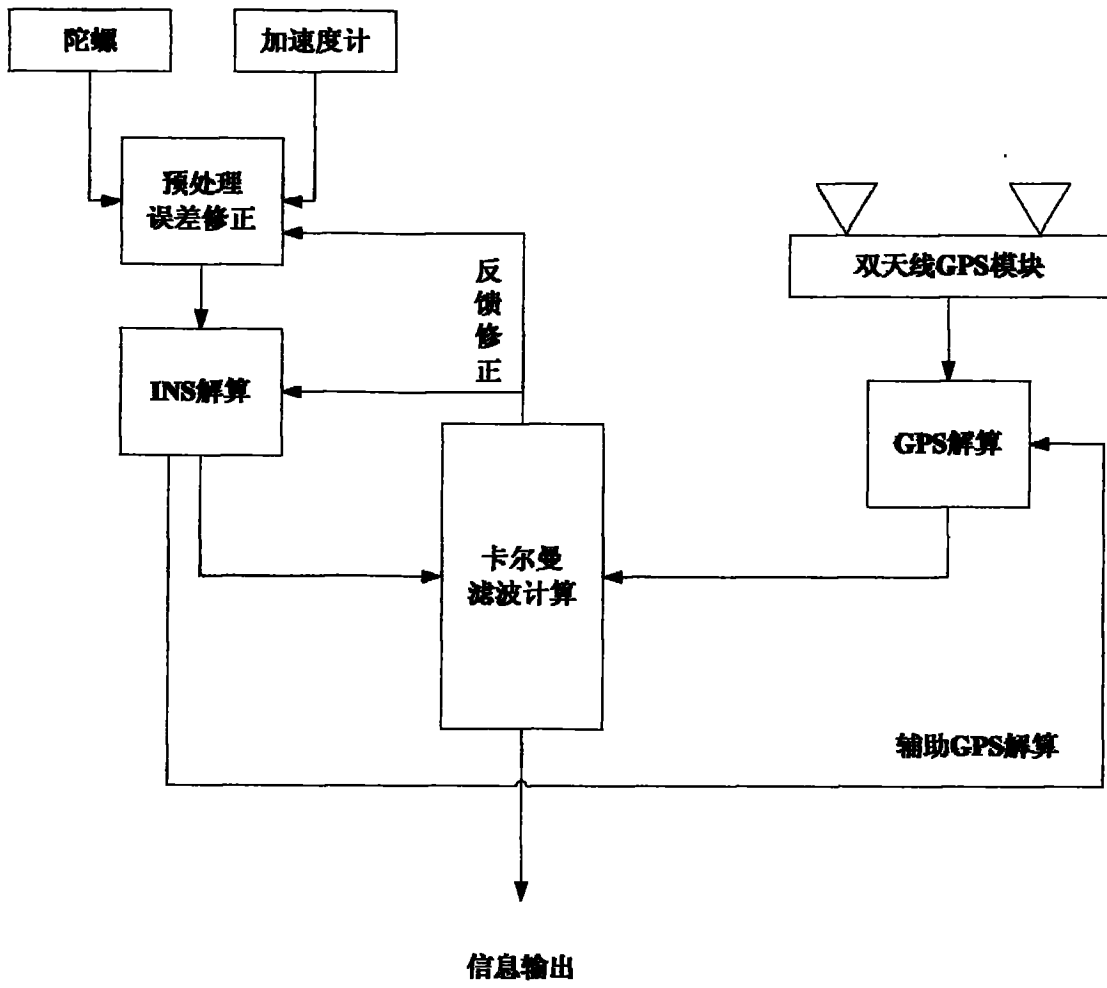 陀螺
加速度计
预处理
误差修正
双天线GPS模块
反
馈
修
正
INS解算
GPS解算
卡尔曼
滤波计算
辅助GPS解算
信息输出